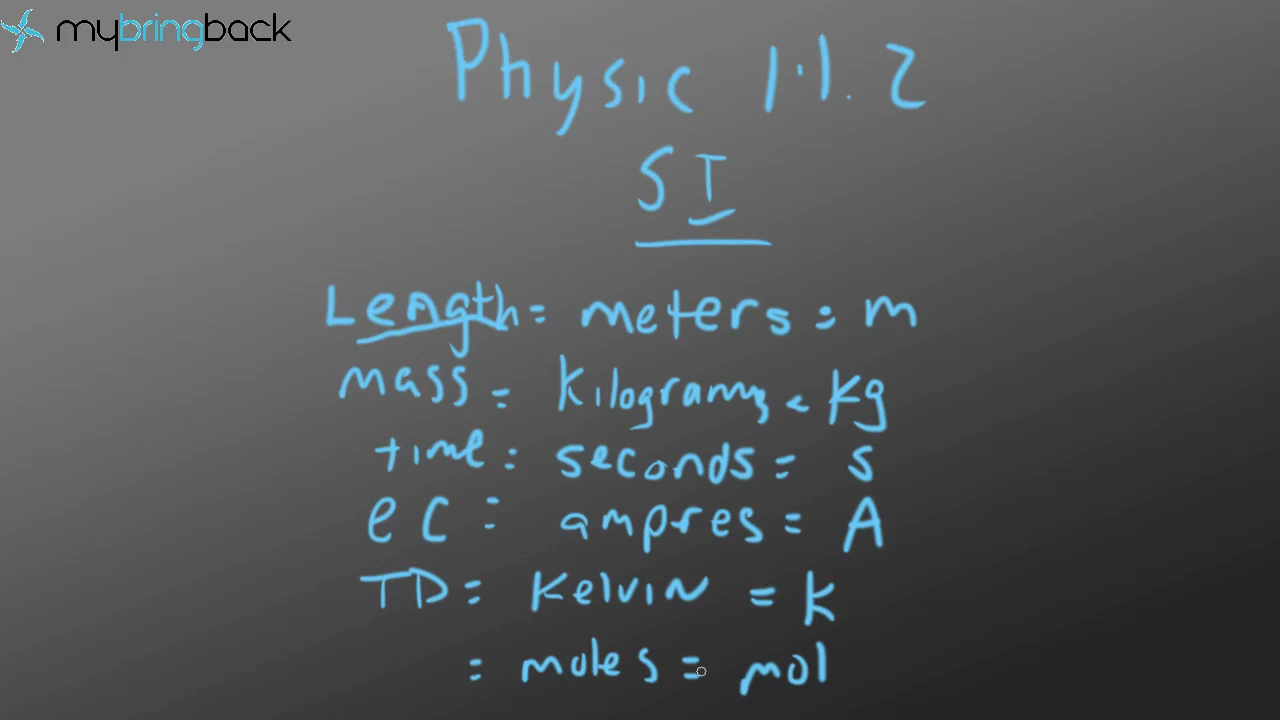 mybringback
Physic 1.1.2
SI
Length = meters = m
mass = kilograms = kg
time = seconds = s
eC = ampres = A
TD = Kelvin = K
= moles = mol